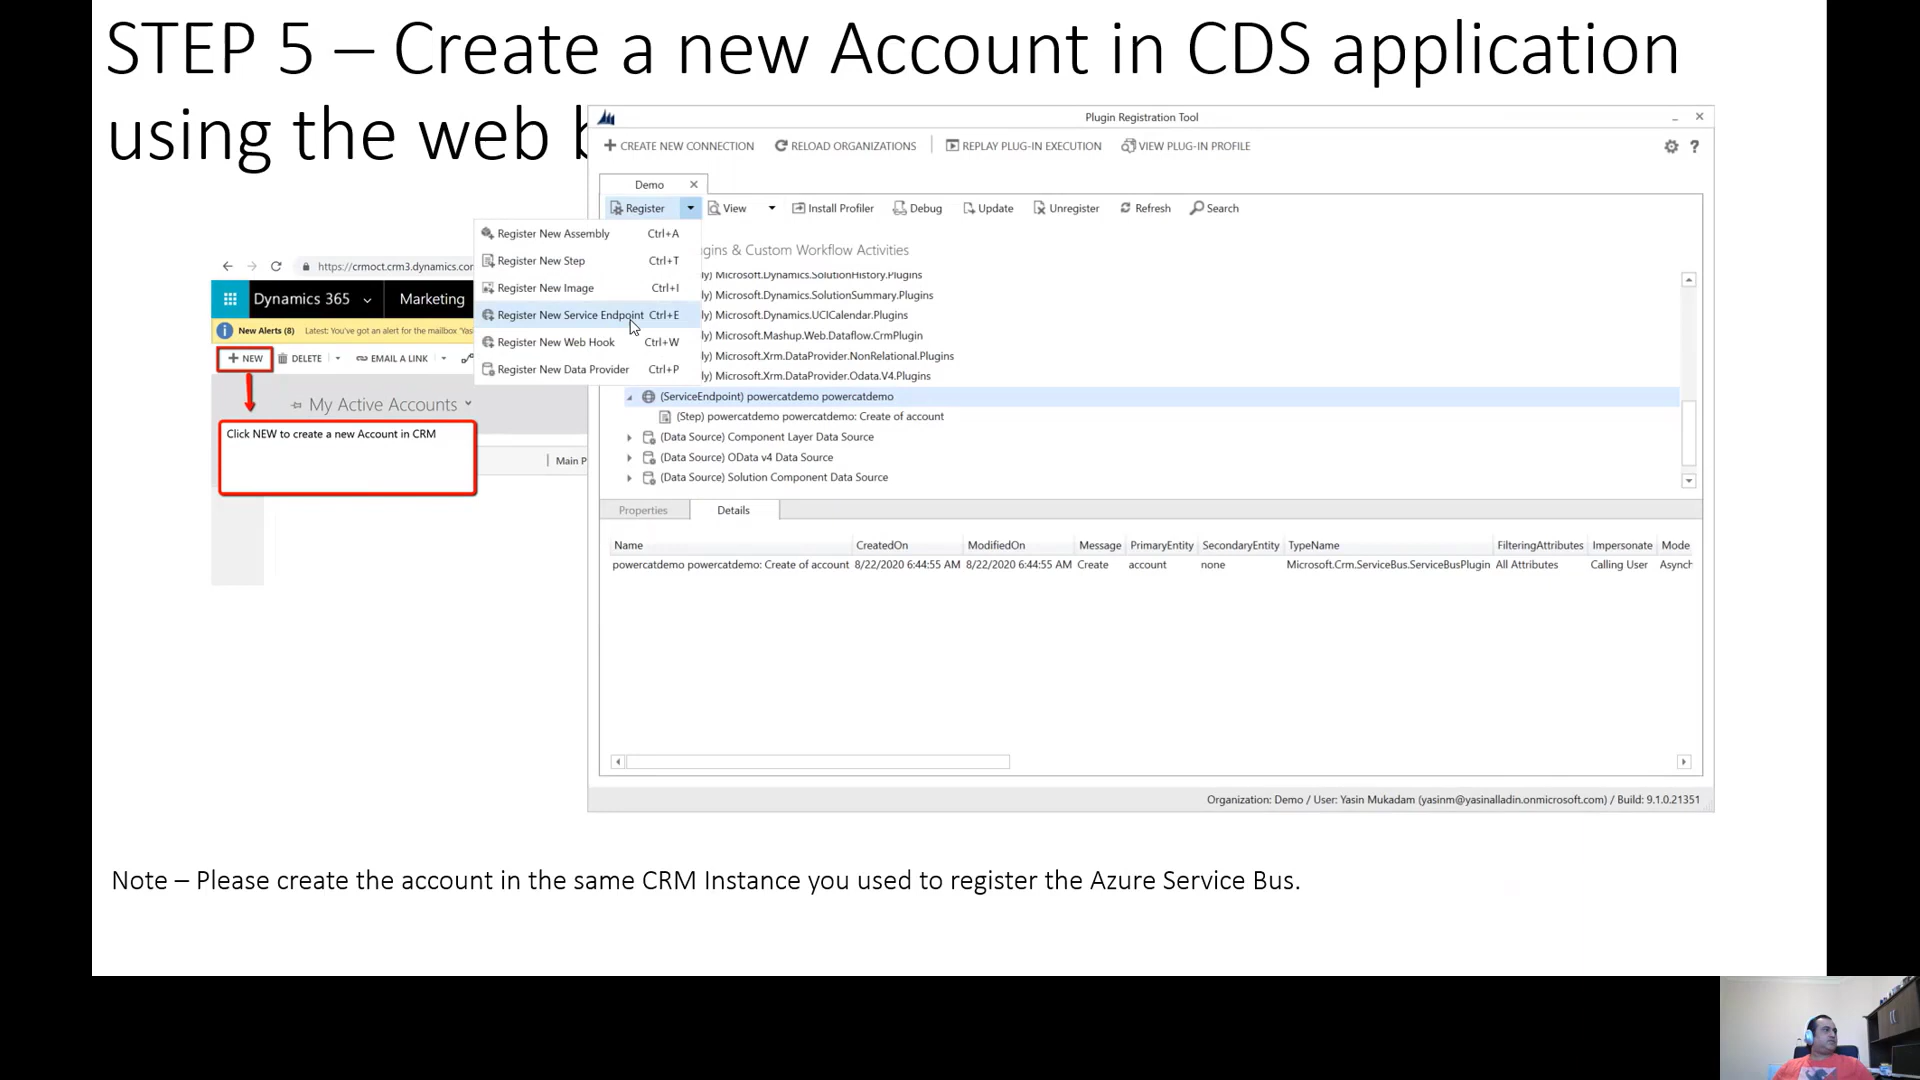 STEP 5 – Create a new Account in CDS application
using the web b
Plugin Registration Tool
CREATE NEW CONNECTION RELOAD ORGANIZATIONS REPLAY PLUG-IN EXECUTION VIEW PLUG-IN PROFILE
Demo
Register View Install Profiler Debug Update Unregister Refresh Search
Register New Assembly Ctrl+A
Register New Step Ctrl+T
Register New Image Ctrl+I
Register New Service Endpoint Ctrl+E
Register New Web Hook Ctrl+W
Register New Data Provider Ctrl+P
gins & Custom Workflow Activities
ly) Microsoft.Dynamics.SolutionHistory.Plugins
ly) Microsoft.Dynamics.SolutionSummary.Plugins
ly) Microsoft.Dynamics.UCICalendar.Plugins
ly) Microsoft.Mashup.Web.Dataflow.CrmPlugin
ly) Microsoft.Xrm.DataProvider.NonRelational.Plugins
ly) Microsoft.Xrm.DataProvider.Odata.V4.Plugins
(ServiceEndpoint) powercatdemo powercatdemo
(Step) powercatdemo powercatdemo: Create of account
(Data Source) Component Layer Data Source
(Data Source) OData v4 Data Source
(Data Source) Solution Component Data Source
https://crmoct.crm3.dynamics.con
Dynamics 365 Marketing
New Alerts (8) Latest: You've got an alert for the mailbox 'Yas
NEW DELETE EMAIL A LINK
My Active Accounts
Click NEW to create a new Account in CRM
Main P
Properties Details
Name CreatedOn ModifiedOn Message PrimaryEntity SecondaryEntity TypeName FilteringAttributes Impersonate Mode
powercatdemo powercatdemo: Create of account 8/22/2020 6:44:55 AM 8/22/2020 6:44:55 AM Create account none Microsoft.Crm.ServiceBus.ServiceBusPlugin All Attributes Calling User Asynch
Organization: Demo / User: Yasin Mukadam (yasinm@yasinalladin.onmicrosoft.com) / Build: 9.1.0.21351
Note – Please create the account in the same CRM Instance you used to register the Azure Service Bus.